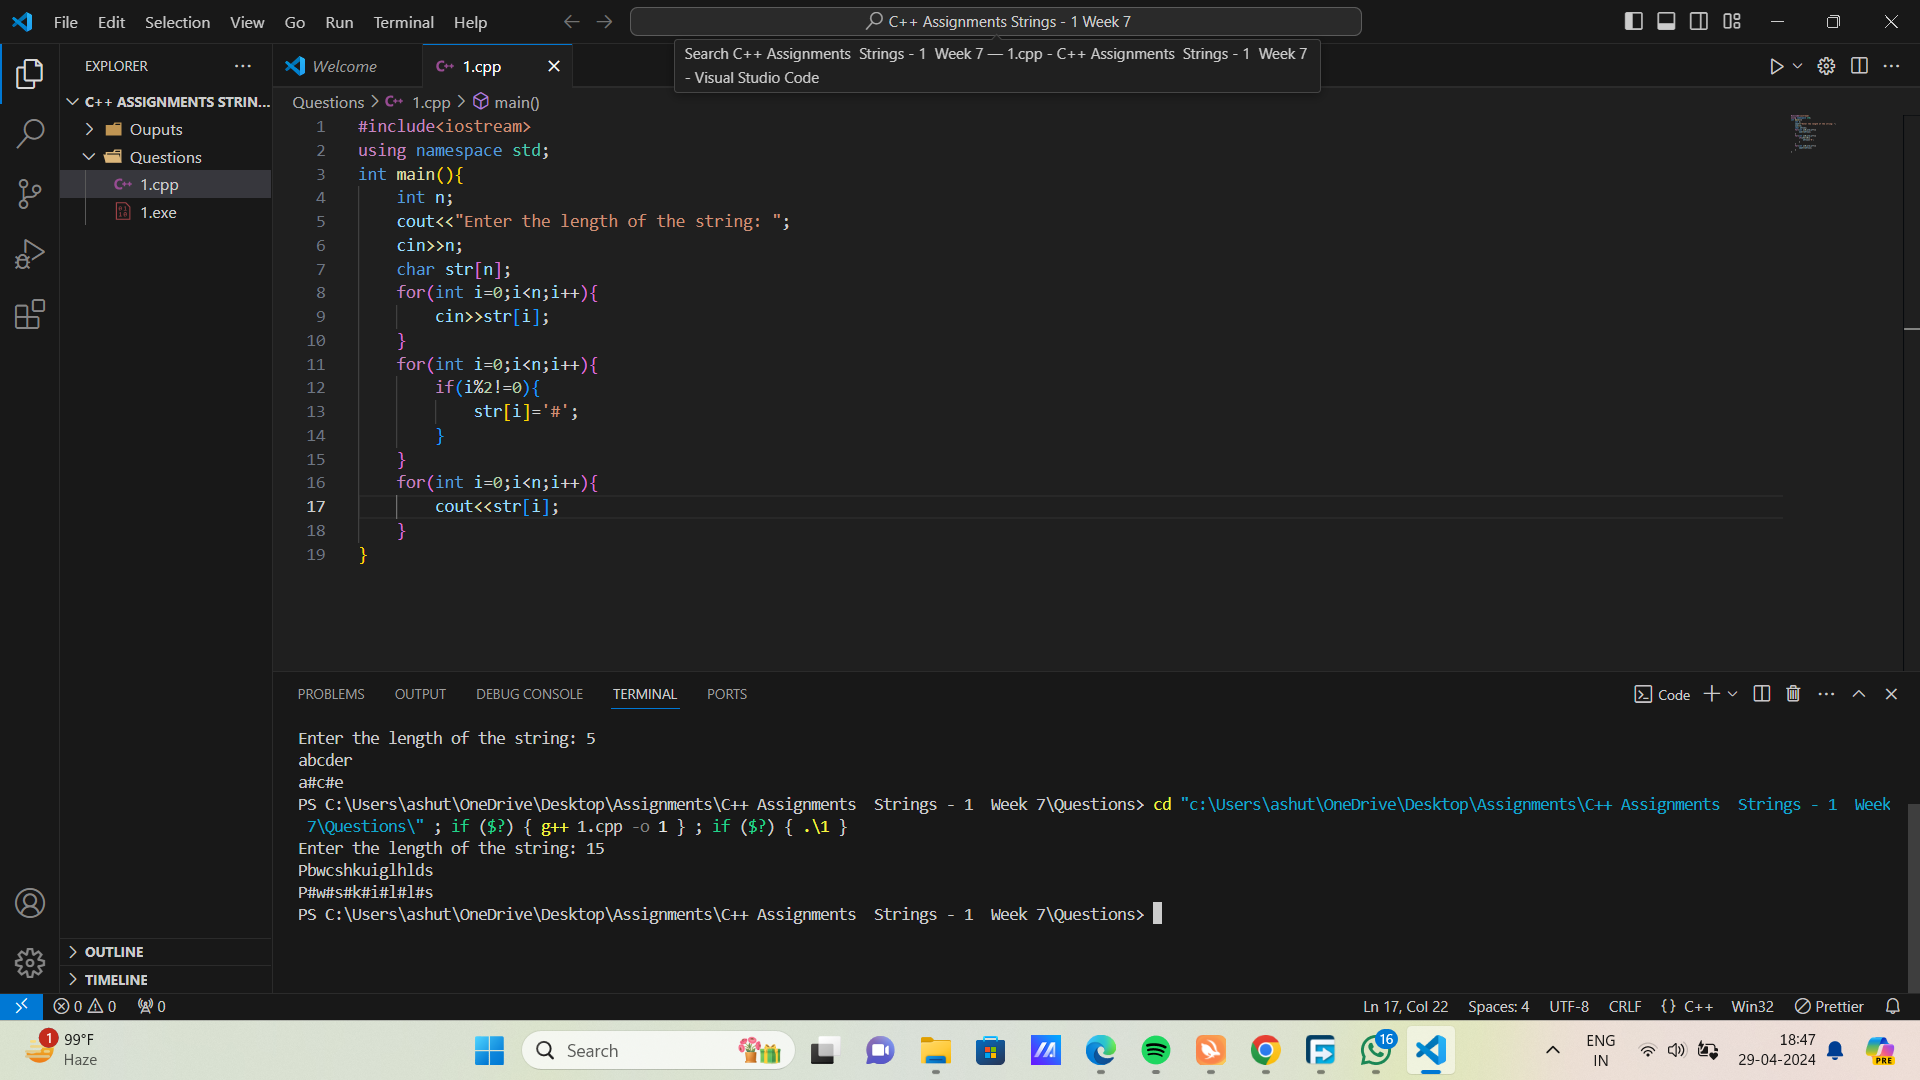 File Edit Selection View Go Run Terminal Help
C++ Assignments Strings - 1 Week 7
Search C++ Assignments  Strings - 1  Week 7 — 1.cpp - C++ Assignments  Strings - 1  Week 7
- Visual Studio Code
EXPLORER
C++ ASSIGNMENTS STRIN...
Ouputs
Questions
1.cpp
1.exe
OUTLINE
TIMELINE
Welcome
1.cpp
Questions > 1.cpp > main()
1 #include<iostream>
2 using namespace std;
3 int main(){
4     int n;
5     cout<<"Enter the length of the string: ";
6     cin>>n;
7     char str[n];
8     for(int i=0;i<n;i++){
9         cin>>str[i];
10     }
11     for(int i=0;i<n;i++){
12         if(i%2!=0){
13             str[i]='#';
14         }
15     }
16     for(int i=0;i<n;i++){
17         cout<<str[i];
18     }
19 }
PROBLEMS OUTPUT DEBUG CONSOLE TERMINAL PORTS
Code
Enter the length of the string: 5
abcder
a#c#e
PS C:\Users\ashut\OneDrive\Desktop\Assignments\C++ Assignments  Strings - 1  Week 7\Questions> cd "c:\Users\ashut\OneDrive\Desktop\Assignments\C++ Assignments  Strings - 1  Week
7\Questions\" ; if ($?) { g++ 1.cpp -o 1 } ; if ($?) { .\1 }
Enter the length of the string: 15
Pbwcshkuiglhlds
P#w#s#k#i#l#l#s
PS C:\Users\ashut\OneDrive\Desktop\Assignments\C++ Assignments  Strings - 1  Week 7\Questions>
0 0 0
Ln 17, Col 22 Spaces: 4 UTF-8 CRLF {} C++ Win32 Prettier
1
99°F
Haze
Search
16
ENG
IN
18:47
29-04-2024
PRE